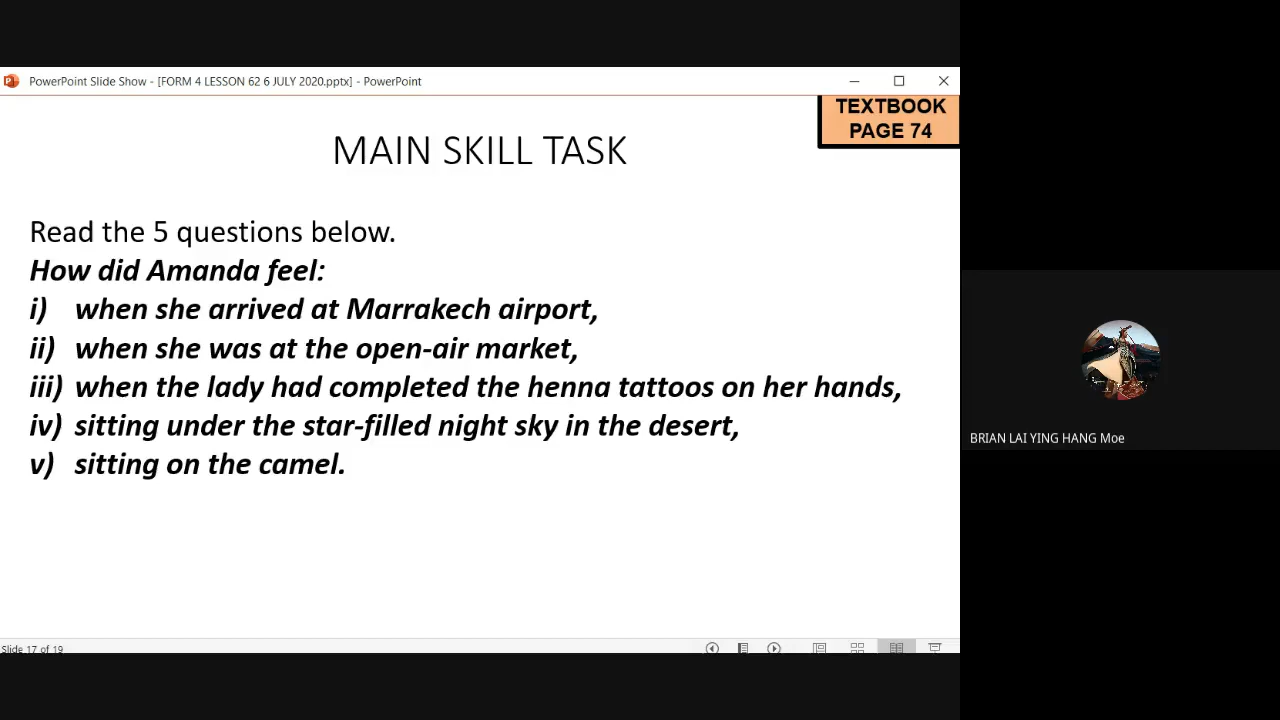 PowerPoint Slide Show - [FORM 4 LESSON 62 6 JULY 2020.pptx] - PowerPoint
TEXTBOOK
PAGE 74
MAIN SKILL TASK
Read the 5 questions below.
How did Amanda feel:
i) when she arrived at Marrakech airport,
ii) when she was at the open-air market,
iii) when the lady had completed the henna tattoos on her hands,
iv) sitting under the star-filled night sky in the desert,
v) sitting on the camel.
BRIAN LAI YING HANG Moe
Slide 17 of 19